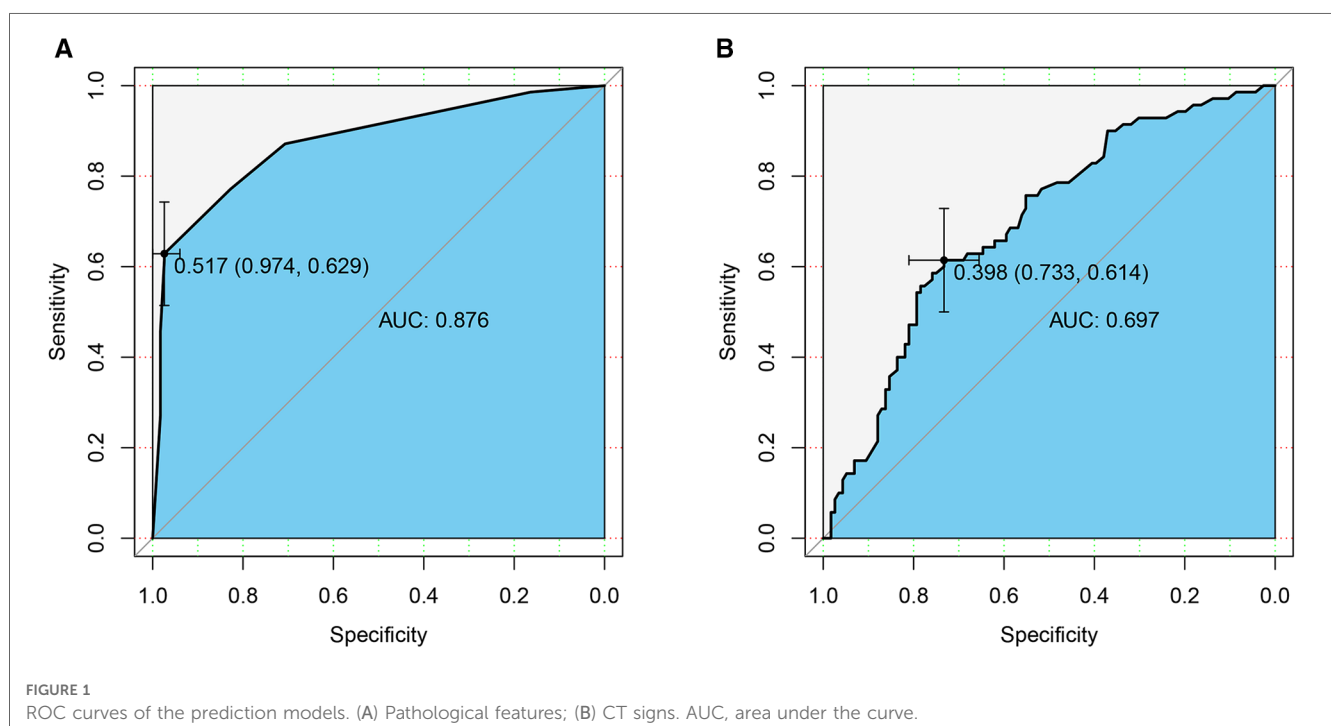 A
B
1.0
0.8
0.6
0.4
0.2
0.0
Sensitivity
0.517 (0.974, 0.629)
AUC: 0.876
1.0 0.8 0.6 0.4 0.2 0.0
Specificity
1.0
0.8
0.6
0.4
0.2
0.0
Sensitivity
0.398 (0.733, 0.614)
AUC: 0.697
1.0 0.8 0.6 0.4 0.2 0.0
Specificity
FIGURE 1
ROC curves of the prediction models. (A) Pathological features; (B) CT signs. AUC, area under the curve.